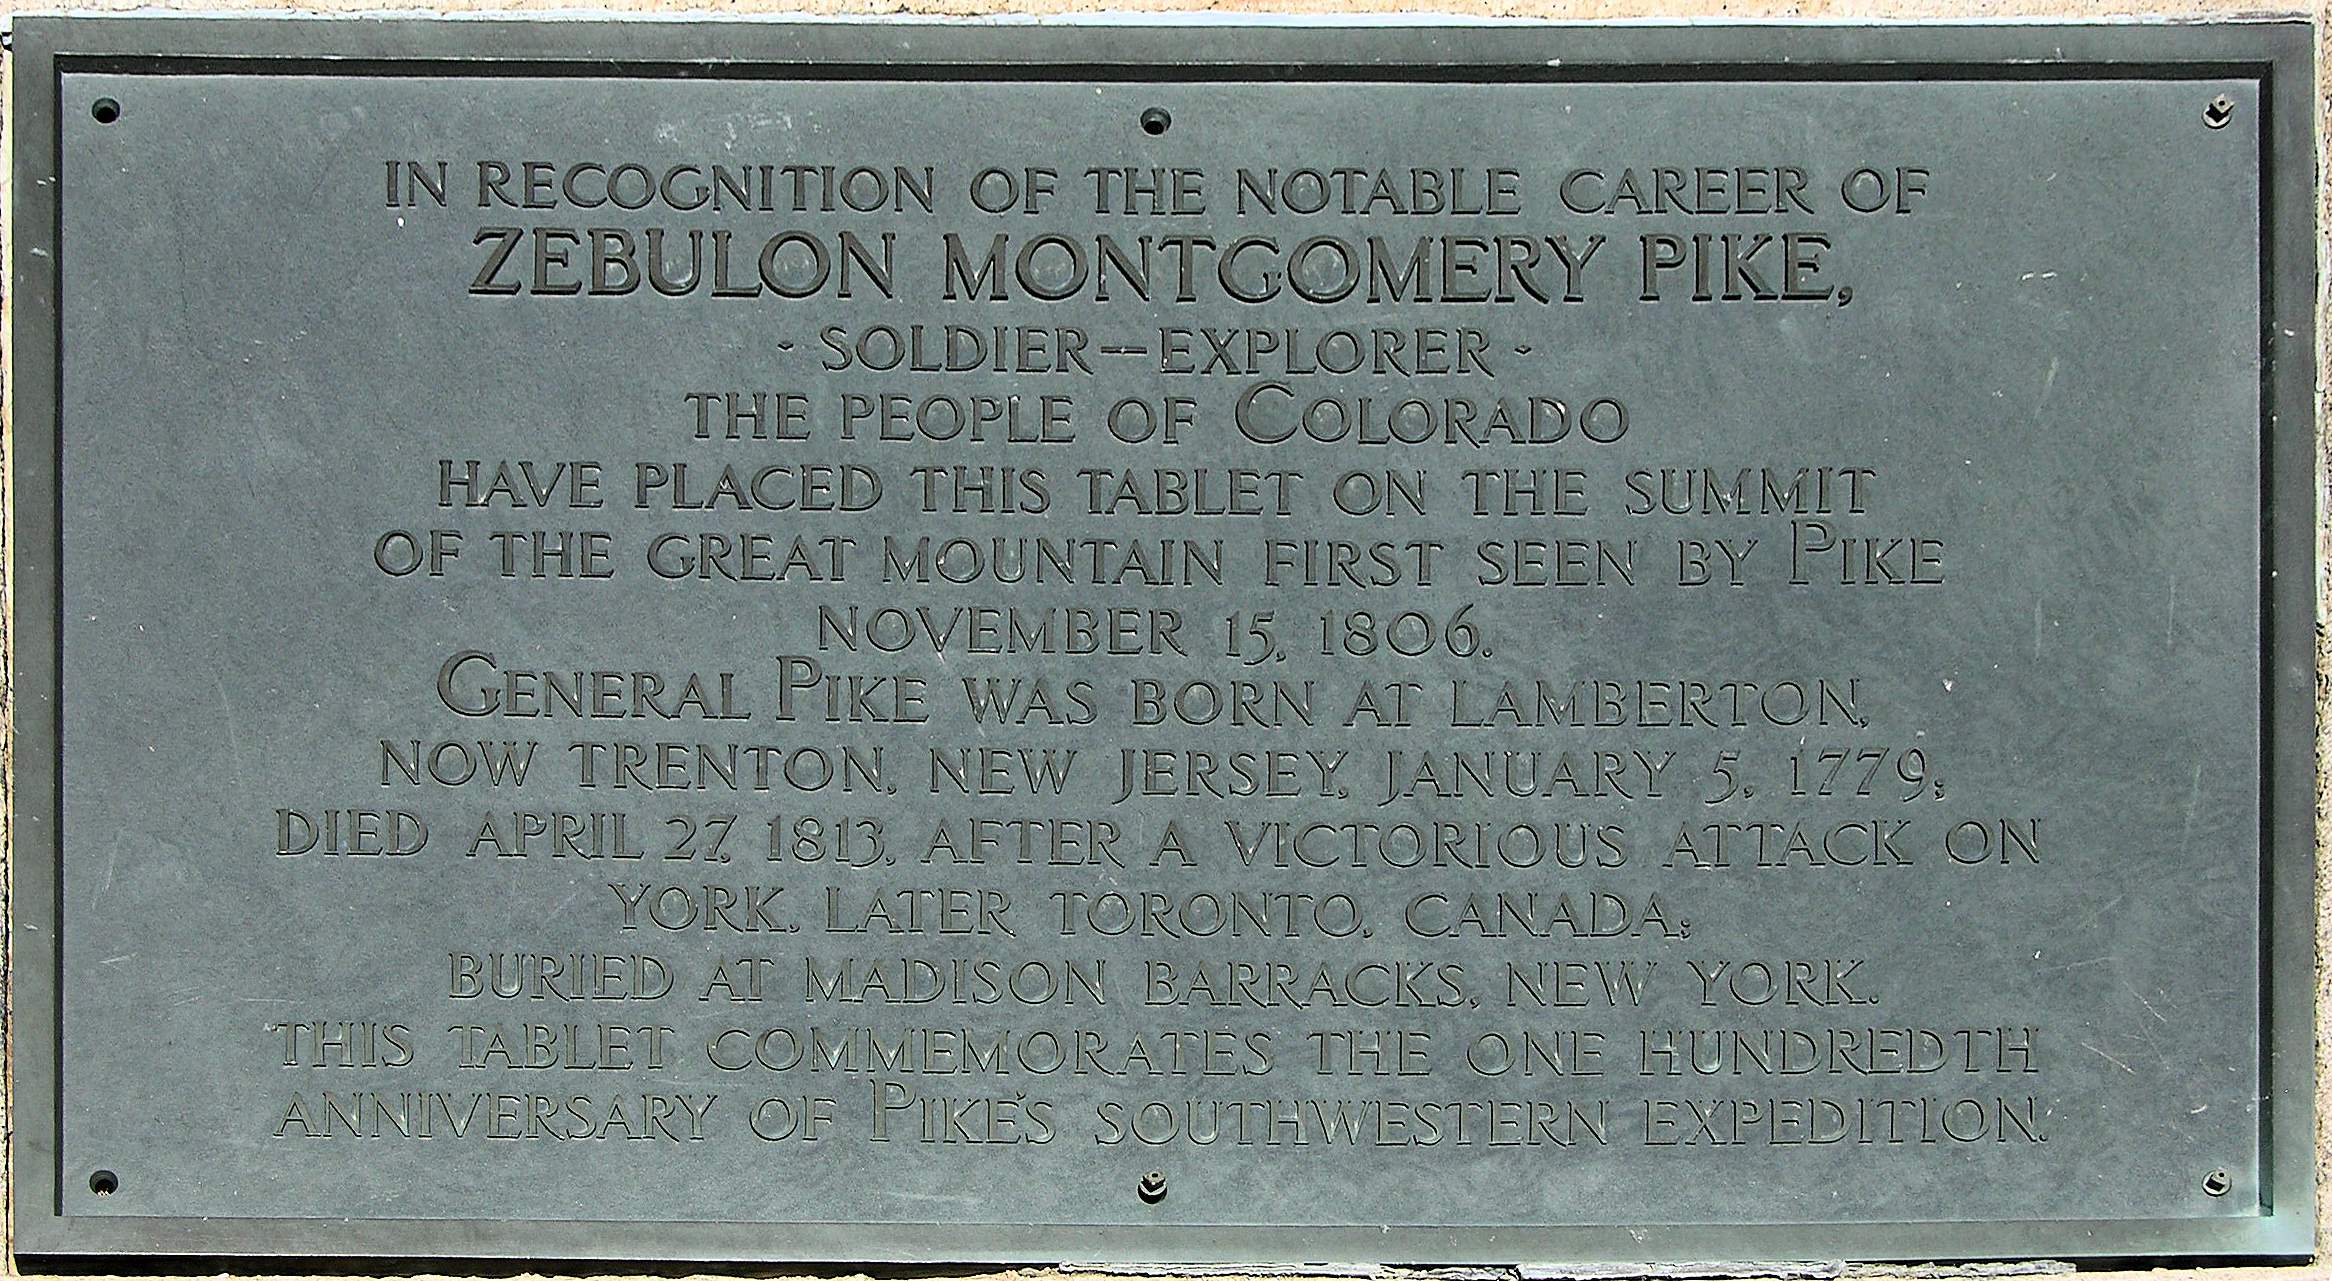 IN RECOGNITION OF THE NOTABLE CAREER OF
ZEBULON MONTGOMERY PIKE,
- SOLDIER—EXPLORER -
THE PEOPLE OF COLORADO
HAVE PLACED THIS TABLET ON THE SUMMIT
OF THE GREAT MOUNTAIN FIRST SEEN BY PIKE
NOVEMBER 15, 1806.
GENERAL PIKE WAS BORN AT LAMBERTON,
NOW TRENTON, NEW JERSEY, JANUARY 5, 1779;
DIED APRIL 27, 1813, AFTER A VICTORIOUS ATTACK ON
YORK, LATER TORONTO, CANADA;
BURIED AT MADISON BARRACKS, NEW YORK.
THIS TABLET COMMEMORATES THE ONE HUNDREDTH
ANNIVERSARY OF PIKE'S SOUTHWESTERN EXPEDITION.